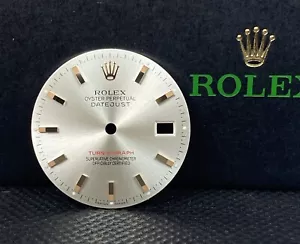 ROLEX
OYSTER PERPETUAL
DATEJUST
TURN-O-GRAPH
SUPERLATIVE CHRONOMETER
OFFICIALLY CERTIFIED
ROLEX